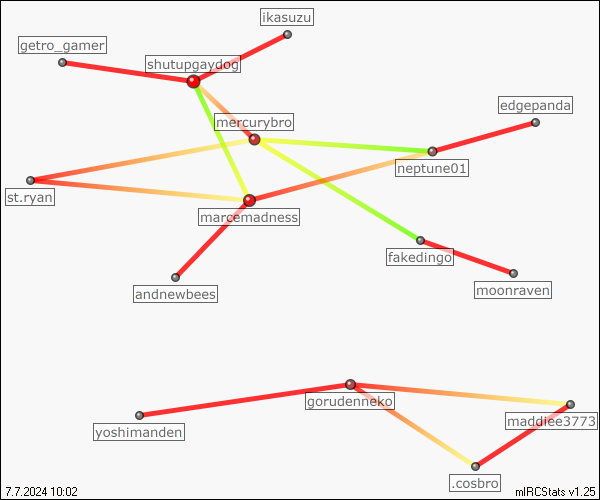 ikasuzu
getro_gamer
shutupgaydog
edgepanda
mercurybro
neptune01
st.ryan
marcemadness
fakedingo
andnewbees
moonraven
gorudenneko
maddiee3773
yoshimanden
.cosbro
7.7.2024 10:02
mIRCStats v1.25